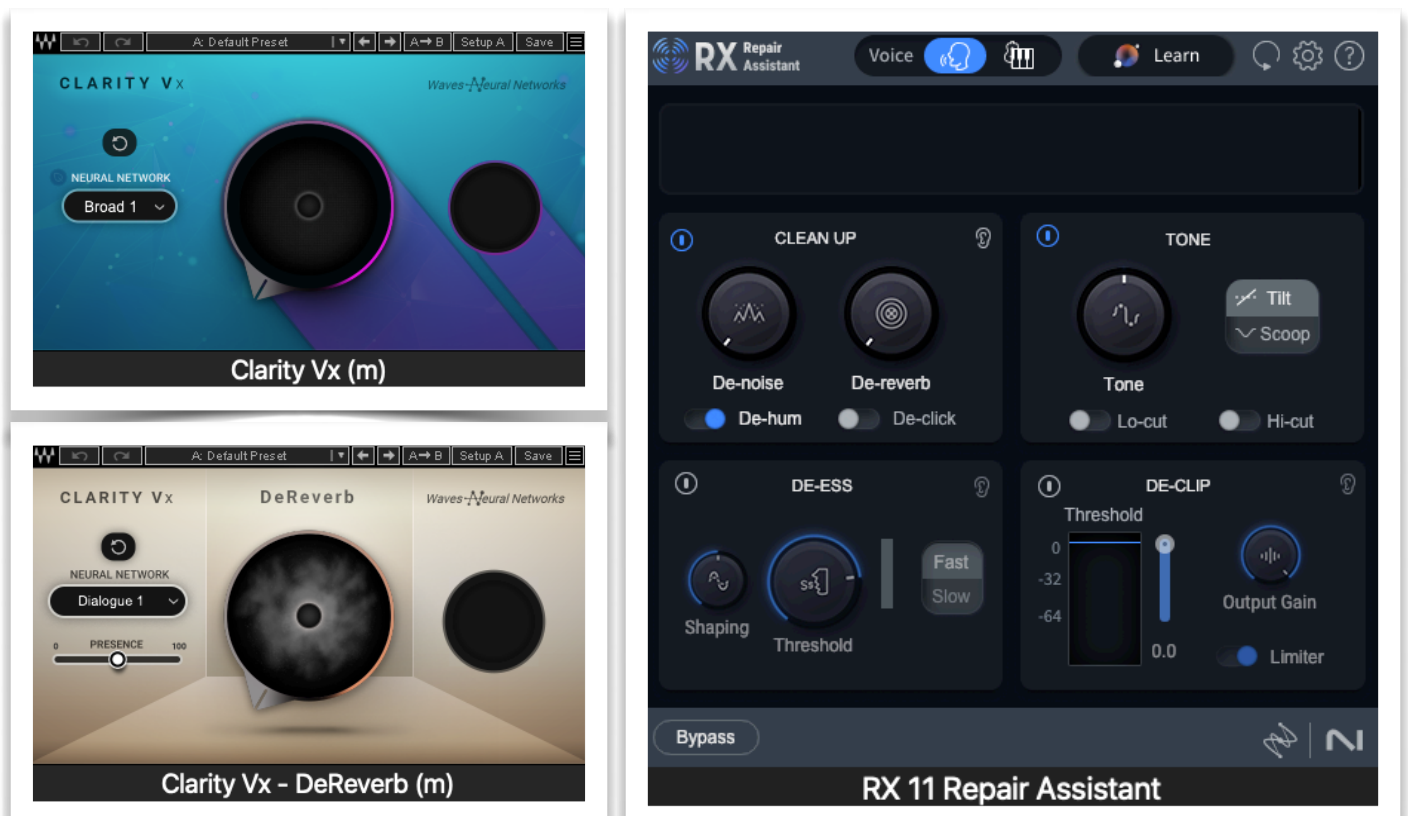 A: Default Preset
A→B
Setup A
Save
CLARITY Vx
Waves-Neural Networks
NEURAL NETWORK
Broad 1
Clarity Vx (m)
A: Default Preset
A→B
Setup A
Save
CLARITY Vx
DeReverb
Waves-Neural Networks
NEURAL NETWORK
Dialogue 1
0 PRESENCE 100
Clarity Vx - DeReverb (m)
RX Repair
Assistant
Voice
Learn
?
CLEAN UP
De-noise
De-reverb
De-hum
De-click
TONE
Tilt
Scoop
Tone
Lo-cut
Hi-cut
DE-ESS
Ss
Fast
Slow
Shaping
Threshold
DE-CLIP
Threshold
0
-32
-64
0.0
Output Gain
Limiter
Bypass
RX 11 Repair Assistant